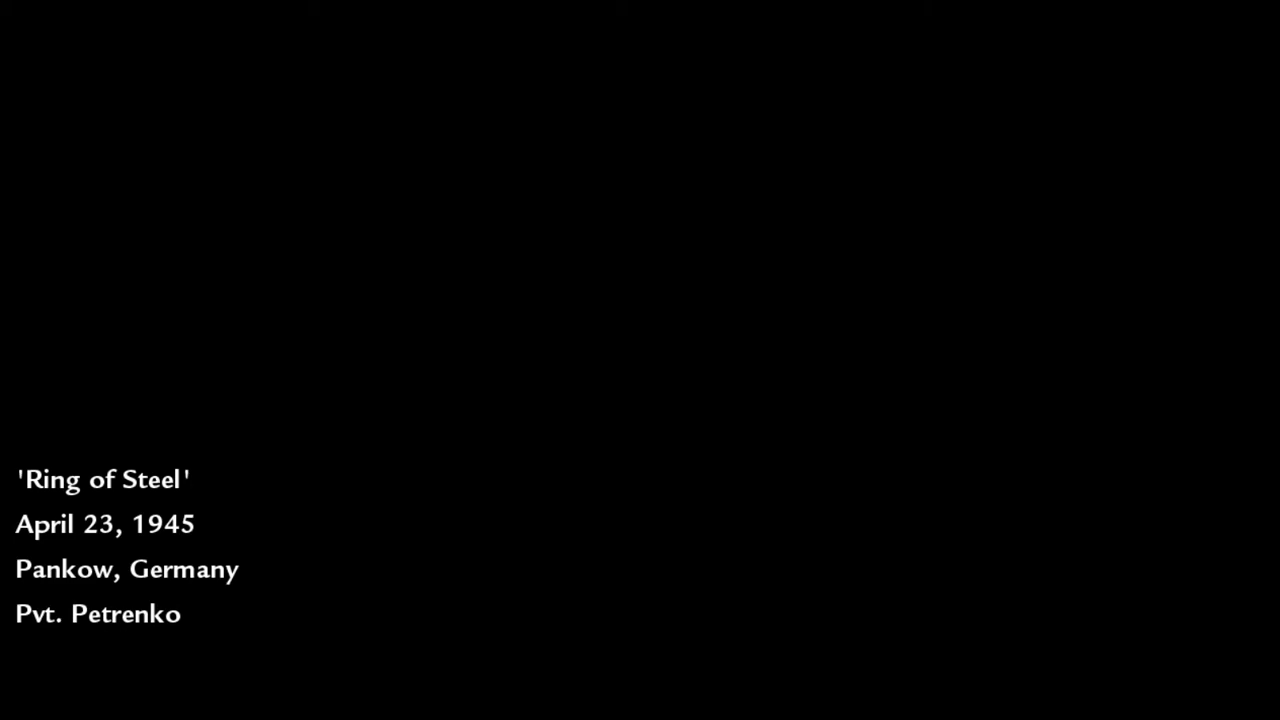 'Ring of Steel'
April 23, 1945
Pankow, Germany
Pvt. Petrenko